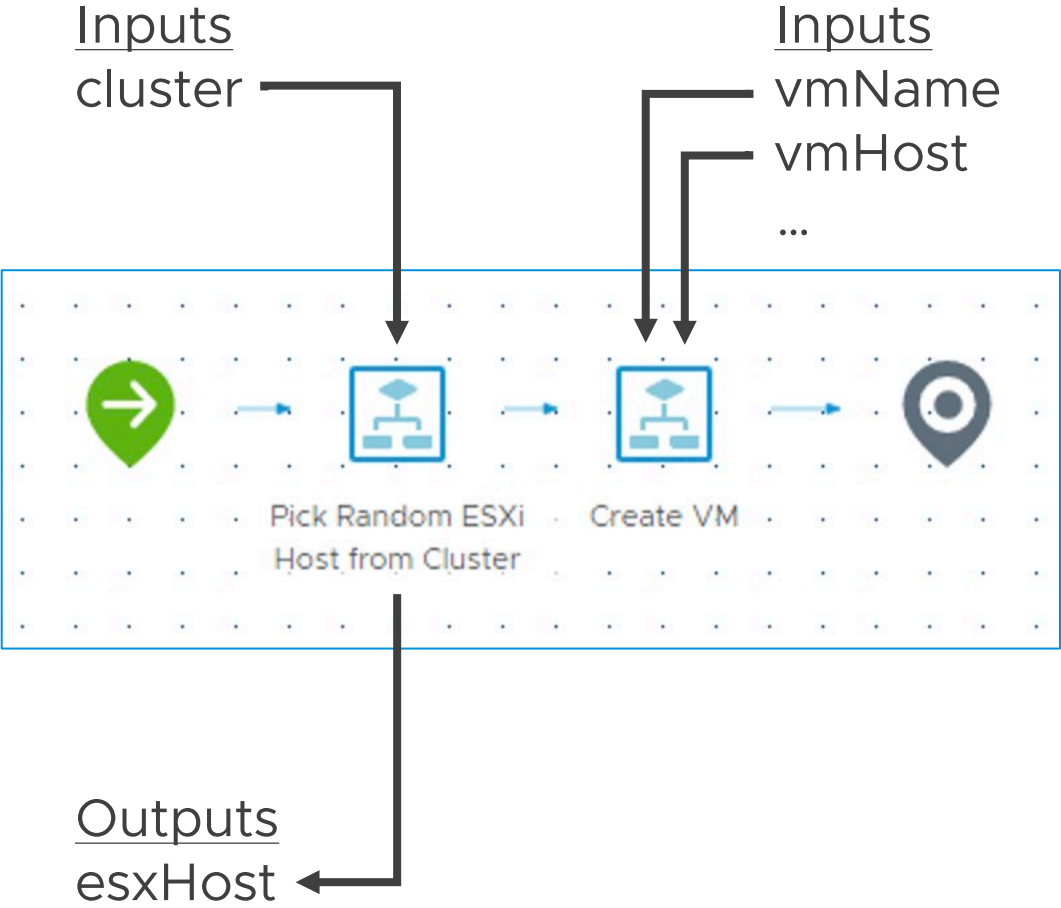 Inputs
cluster
Inputs
vmName
vmHost
...
Pick Random ESXi
Host from Cluster
Create VM
Outputs
esxHost